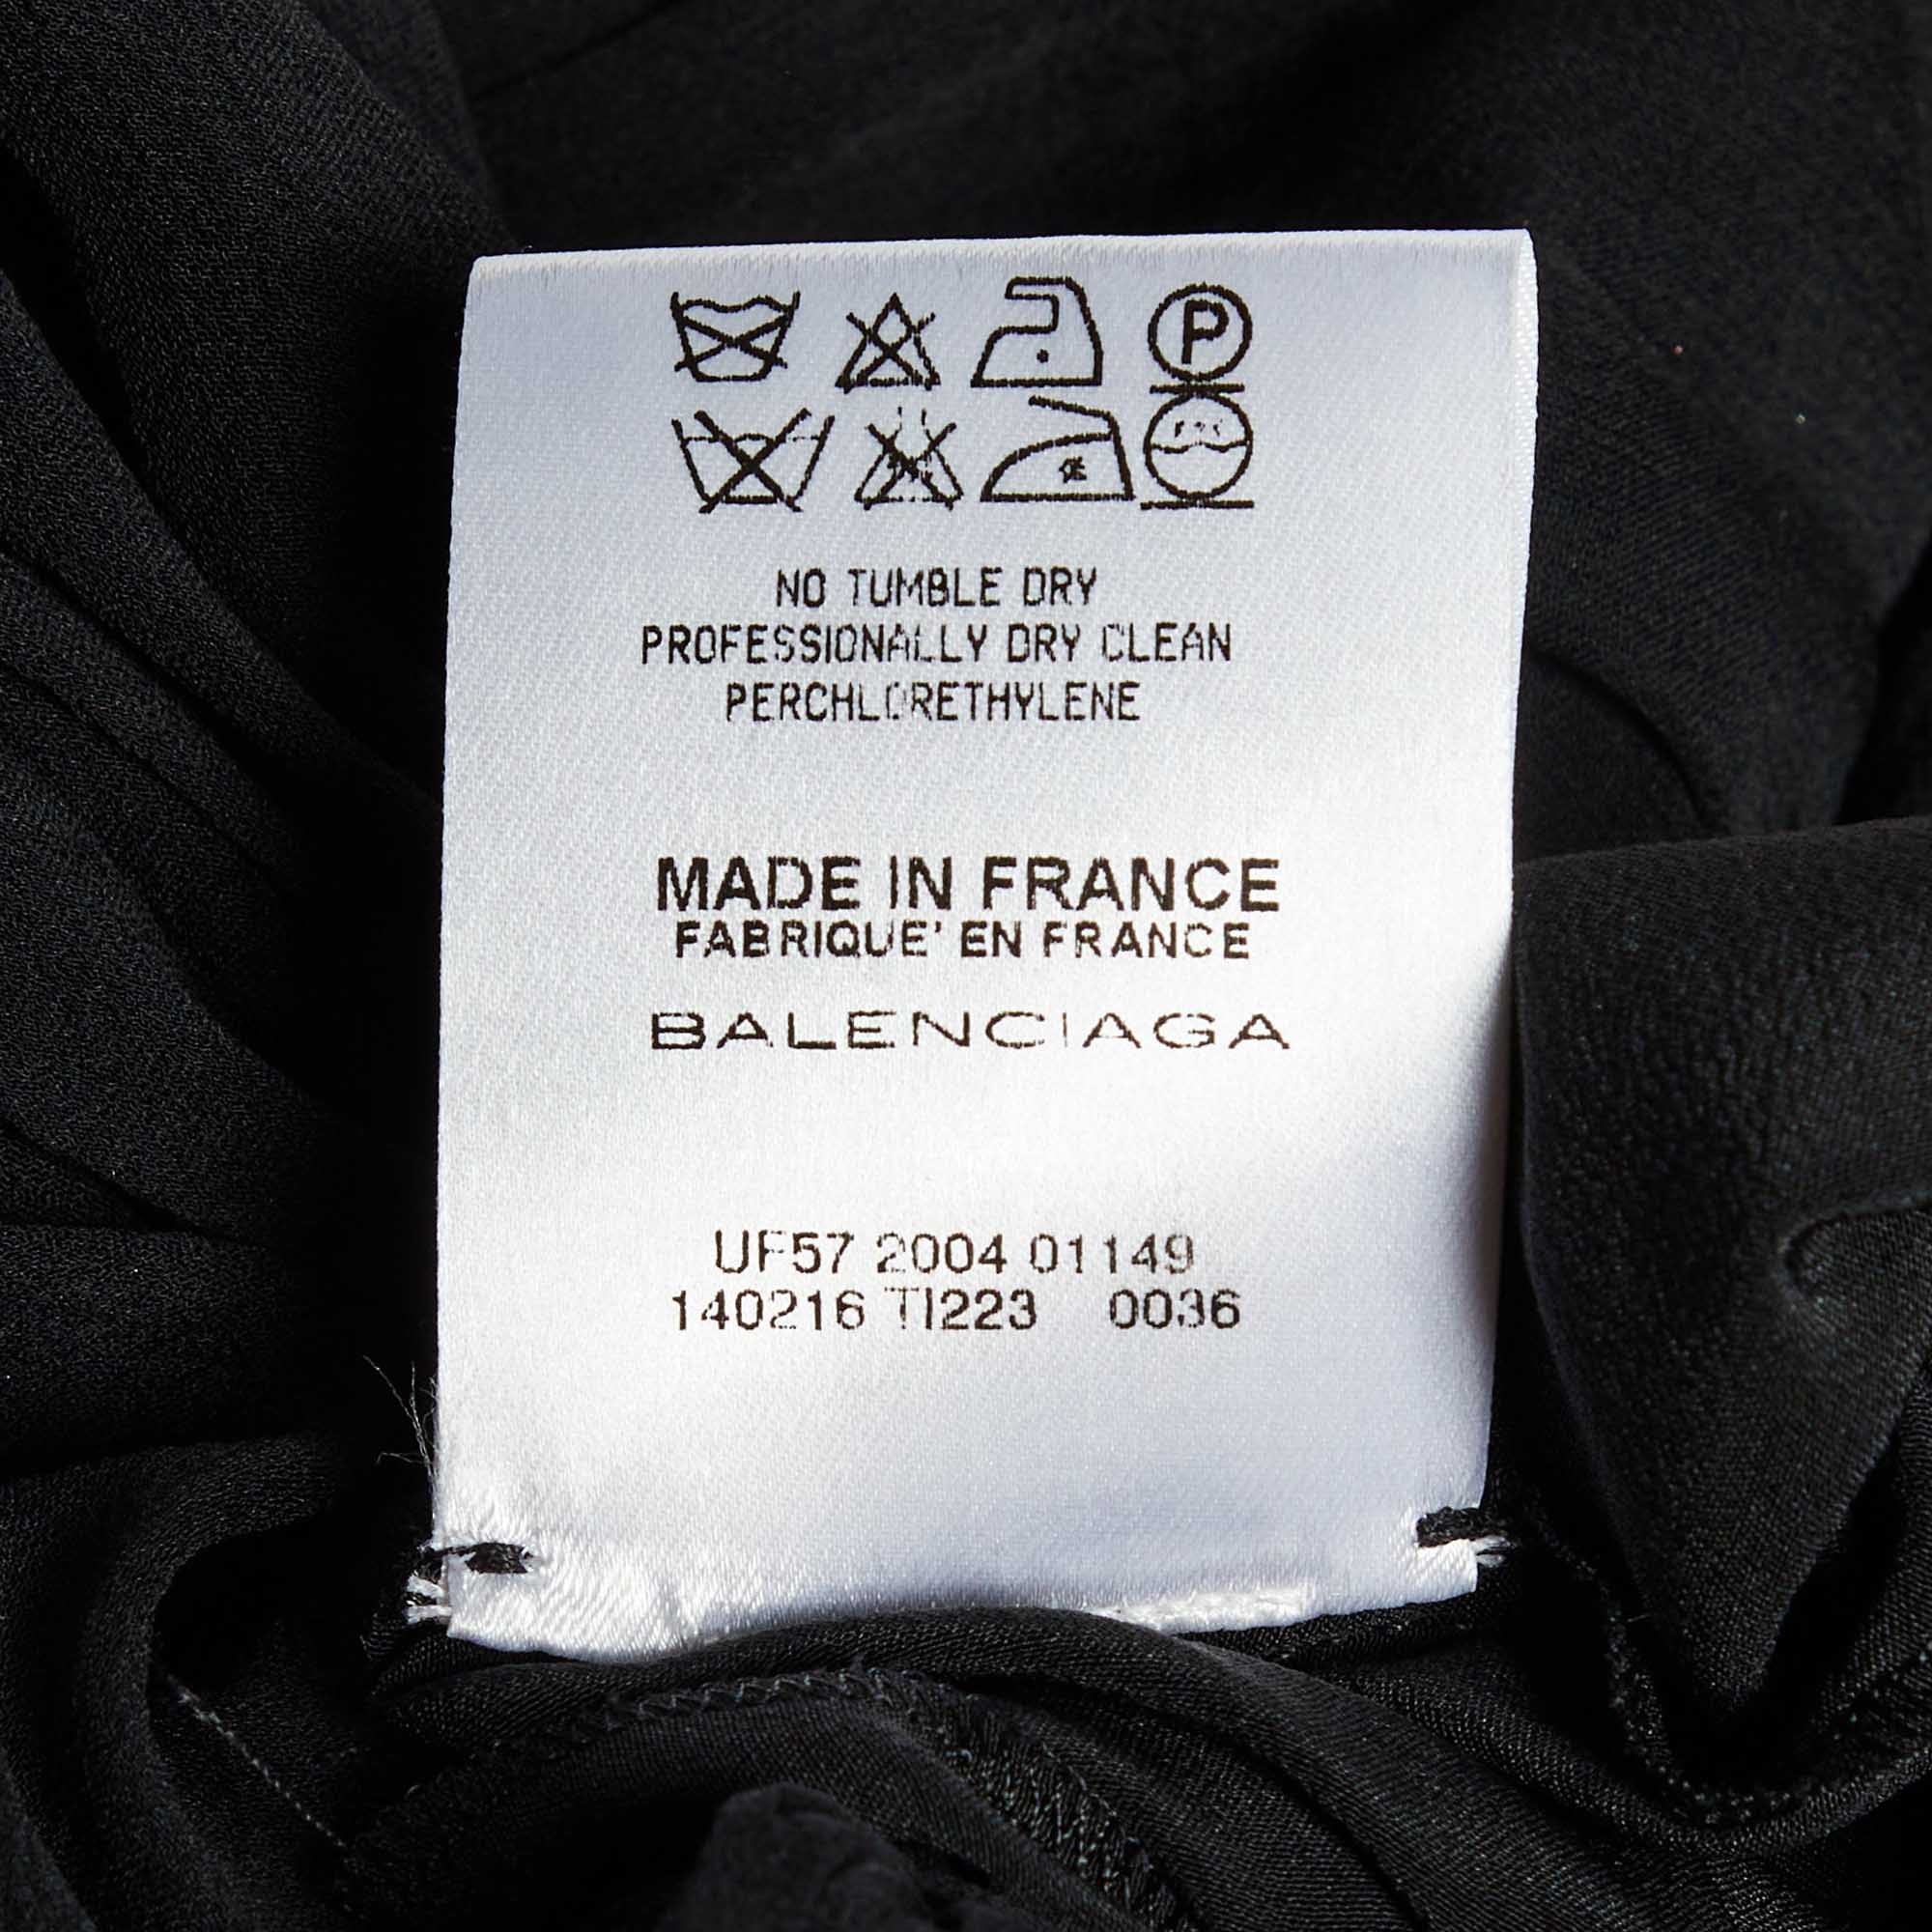 P
NO TUMBLE DRY
PROFESSIONALLY DRY CLEAN
PERCHLORETHYLENE
MADE IN FRANCE
FABRIQUE' EN FRANCE
BALENCIAGA
UF57 2004 01149
140216 TI223 0036